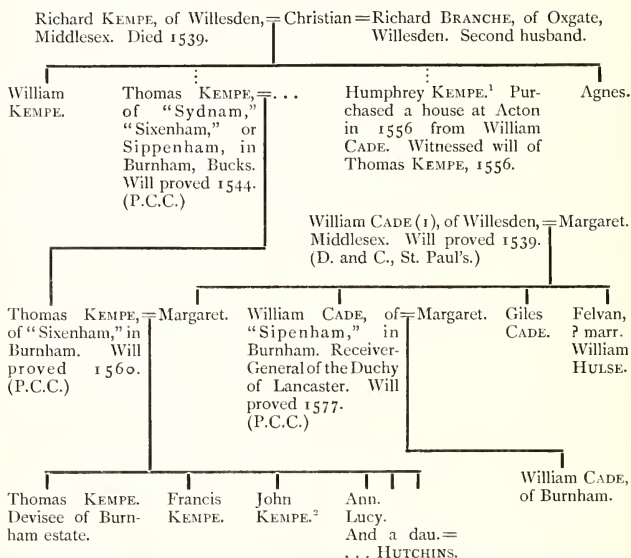 Richard KEMPE, of Willesden, = Christian = Richard BRANCHE, of Oxgate,
Middlesex. Died 1539. Willesden. Second husband.
William
KEMPE.
Thomas KEMPE, = . . .
of "Sydnam,"
"Sixenham," or
Sippenham, in
Burnham, Bucks.
Will proved 1544.
(P.C.C.)
Humphrey KEMPE.¹ Pur-
chased a house at Acton
in 1556 from William
CADE. Witnessed will of
Thomas KEMPE, 1556.
Agnes.
William CADE (1), of Willesden, = Margaret.
Middlesex. Will proved 1539.
(D. and C., St. Paul's.)
Thomas KEMPE, = Margaret.
of "Sixenham," in
Burnham. Will
proved 1560.
(P.C.C.)
William CADE, of = Margaret.
"Sipenham," in
Burnham. Receiver-
General of the Duchy
of Lancaster. Will
proved 1577.
(P.C.C.)
Giles
CADE.
Felvan,
? marr.
William
HULSE.
Thomas KEMPE.
Devisee of Burn-
ham estate.
Francis
KEMPE.
John
KEMPE.²
Ann.
Lucy.
And a dau. =
. . . HUTCHINS.
William CADE,
of Burnham.